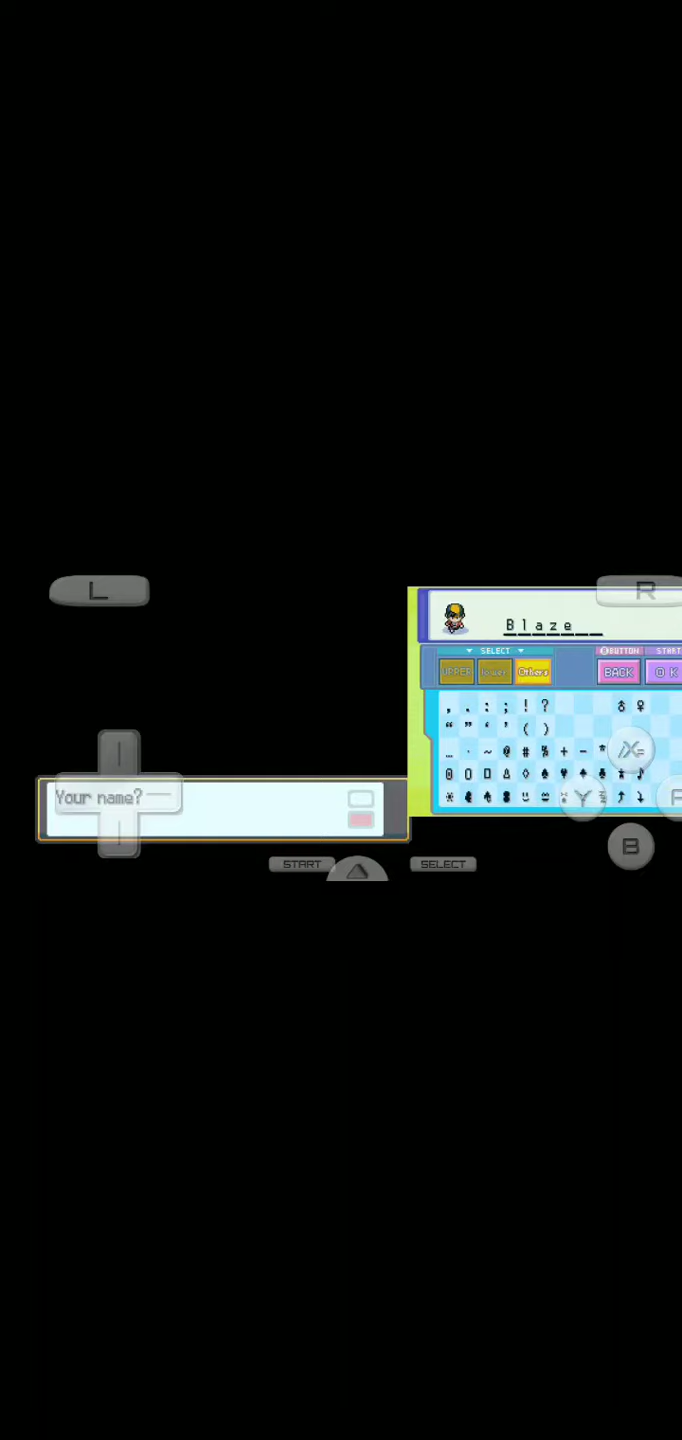 L
R
Blaze
▼ SELECT ▼
BUTTON
START
UPPER
lower
Others
BACK
OK
, . : ; ! ? ♂ ♀
“ ” ‘ ’ ( )
… · ~ @ # % + - *
◎ ○ □ △ ◇ ♠ ♥ ♦ ♣ ★ ♪
X
Y
Your name?
B
START
SELECT